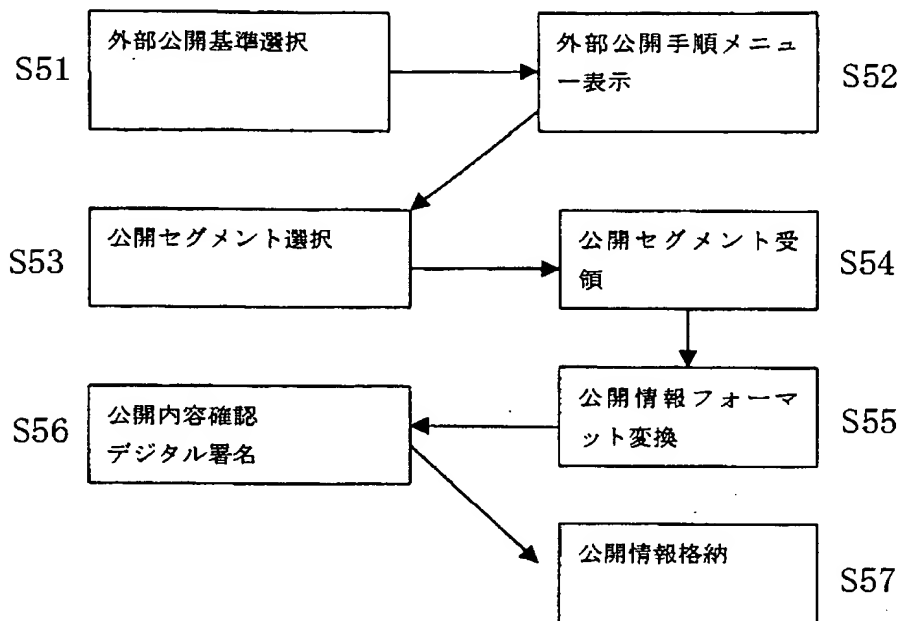 S51
外部公開基準選択
外部公開手順メニュ
ー表示
S52
S53
公開セグメント選択
公開セグメント受
領
S54
公開情報フォーマ
ット変換
S55
S56
公開内容確認
デジタル署名
公開情報格納
S57